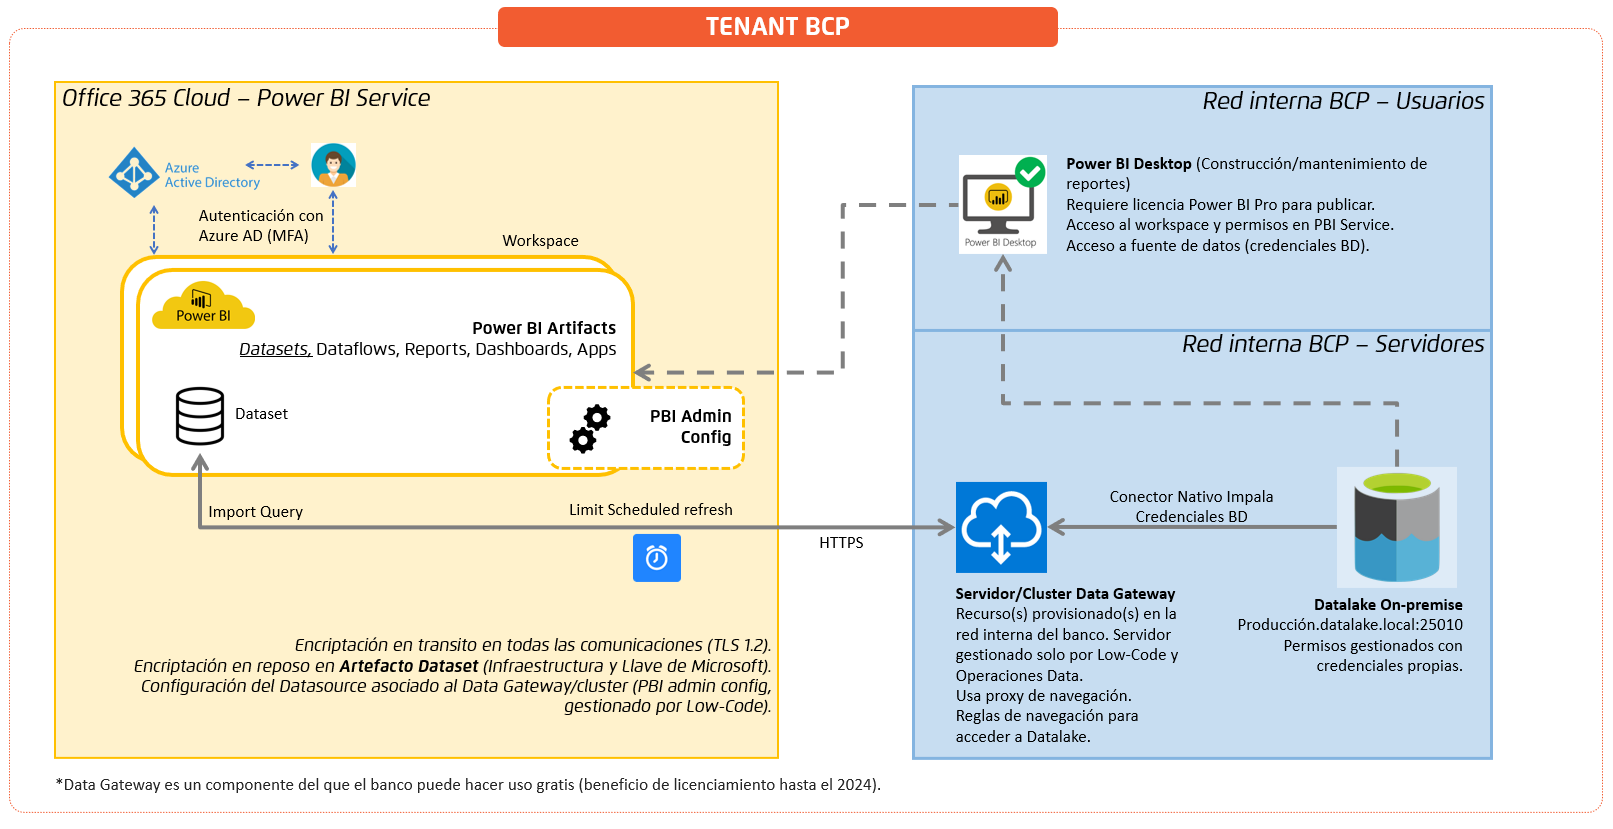 TENANT BCP
Office 365 Cloud – Power BI Service
Azure
Active Directory
Autenticación con
Azure AD (MFA)
Workspace
Power BI
Power BI Artifacts
Datasets, Dataflows, Reports, Dashboards, Apps
Dataset
PBI Admin
Config
Import Query
Limit Scheduled refresh
HTTPS
Encriptación en transito en todas las comunicaciones (TLS 1.2).
Encriptación en reposo en Artefacto Dataset (Infraestructura y Llave de Microsoft).
Configuración del Datasource asociado al Data Gateway/cluster (PBI admin config,
gestionado por Low-Code).
Red interna BCP – Usuarios
Power BI Desktop
Power BI Desktop (Construcción/mantenimiento de
reportes)
Requiere licencia Power BI Pro para publicar.
Acceso al workspace y permisos en PBI Service.
Acceso a fuente de datos (credenciales BD).
Red interna BCP – Servidores
Conector Nativo Impala
Credenciales BD
Servidor/Cluster Data Gateway
Recurso(s) provisionado(s) en la
red interna del banco. Servidor
gestionado solo por Low-Code y
Operaciones Data.
Usa proxy de navegación.
Reglas de navegación para
acceder a Datalake.
Datalake On-premise
Producción.datalake.local:25010
Permisos gestionados con
credenciales propias.
*Data Gateway es un componente del que el banco puede hacer uso gratis (beneficio de licenciamiento hasta el 2024).